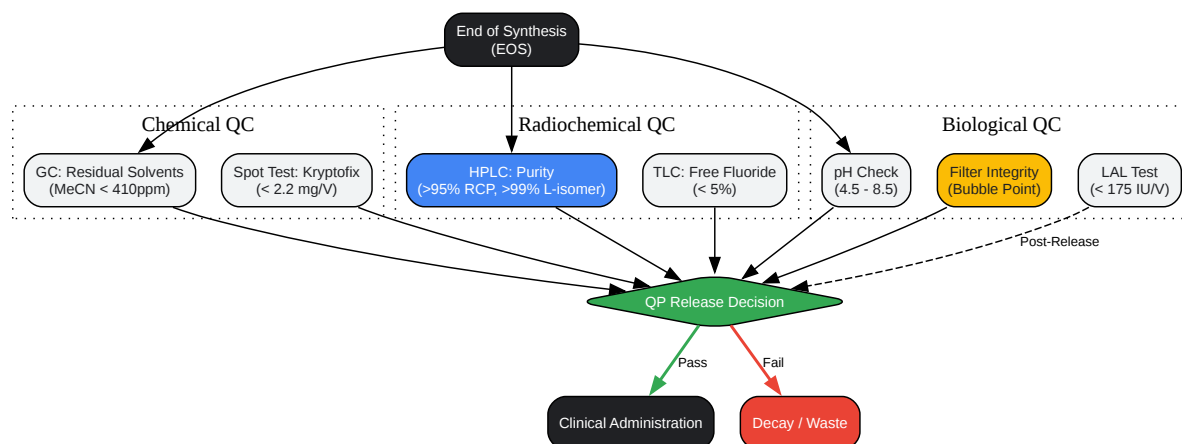 End of Synthesis
(EOS)
Chemical QC
Radiochemical QC
Biological QC
GC: Residual Solvents
(MeCN < 410ppm)
Spot Test: Kryptofix
(< 2.2 mg/V)
HPLC: Purity
(>95% RCP, >99% L-isomer)
TLC: Free Fluoride
(< 5%)
pH Check
(4.5 - 8.5)
Filter Integrity
(Bubble Point)
LAL Test
(< 175 IU/V)
Post-Release
QP Release Decision
Pass
Fail
Clinical Administration
Decay / Waste